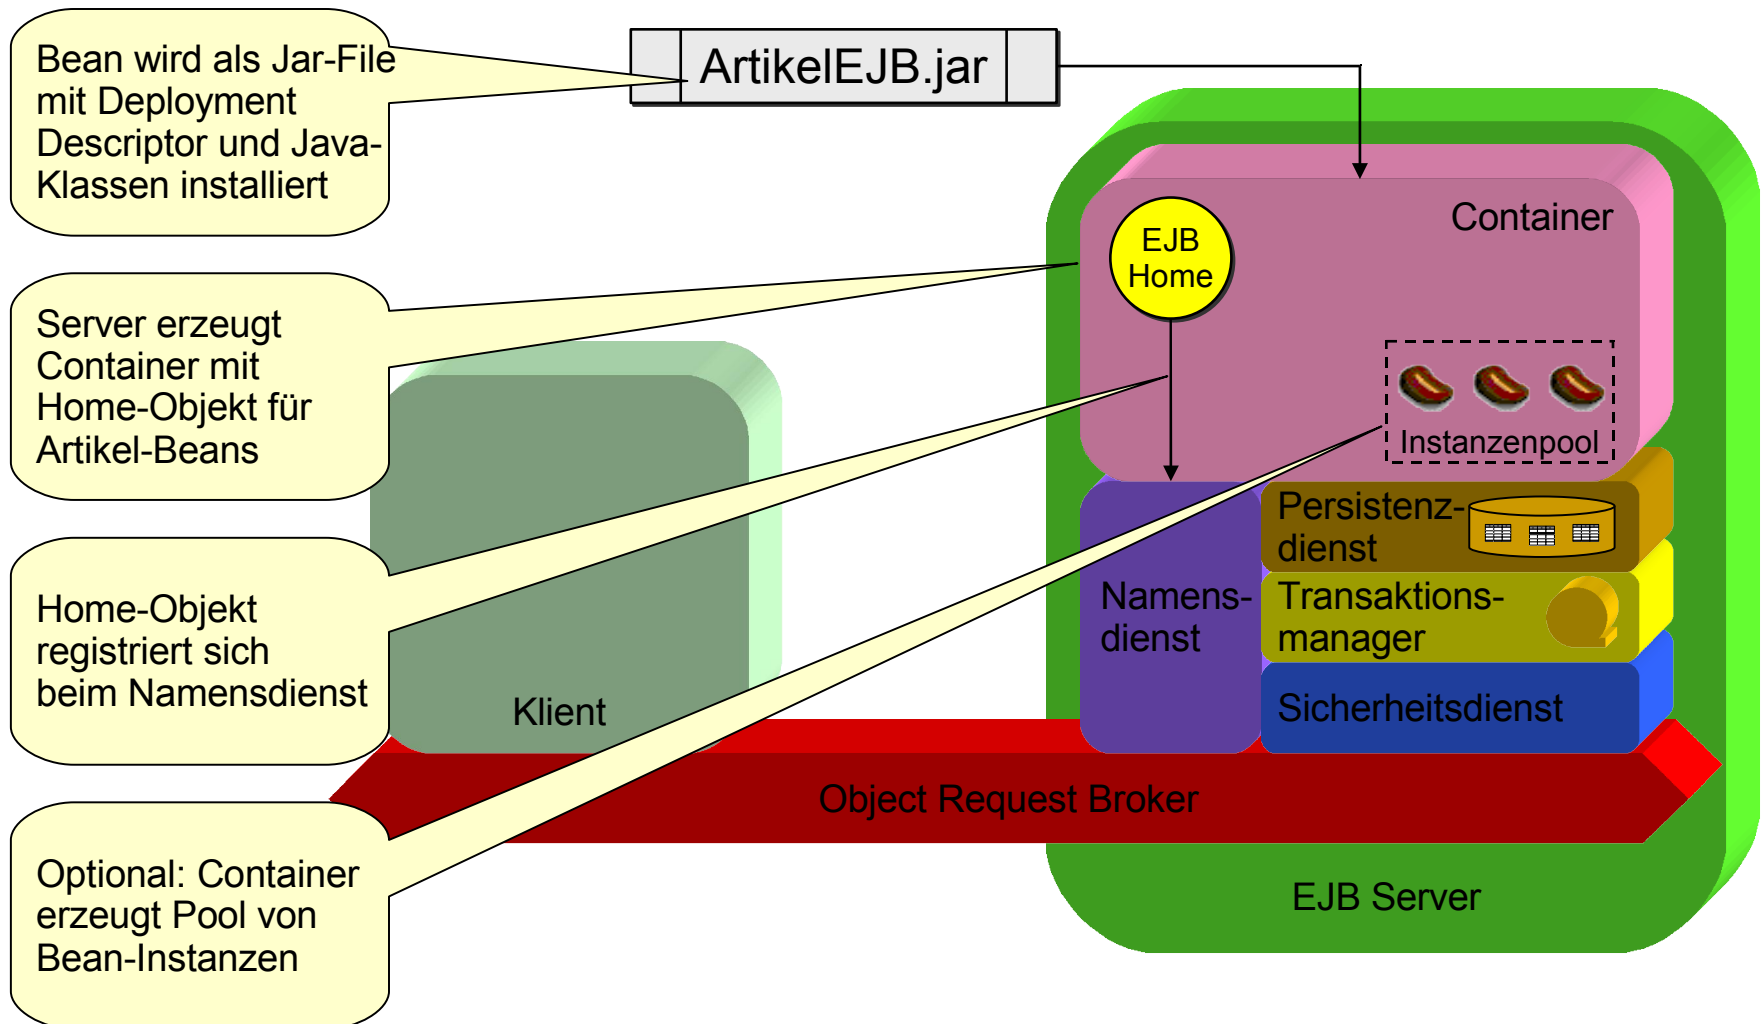 Bean wird als Jar-File
mit Deployment
Descriptor und Java-
Klassen installiert
ArtikelEJB.jar
Server erzeugt
Container mit
Home-Objekt für
Artikel-Beans
Home-Objekt
registriert sich
beim Namensdienst
Optional: Container
erzeugt Pool von
Bean-Instanzen
Klient
Container
EJB
Home
Instanzenpool
Namens-
dienst
Persistenz-
dienst
Transaktions-
manager
Sicherheitsdienst
Object Request Broker
EJB Server